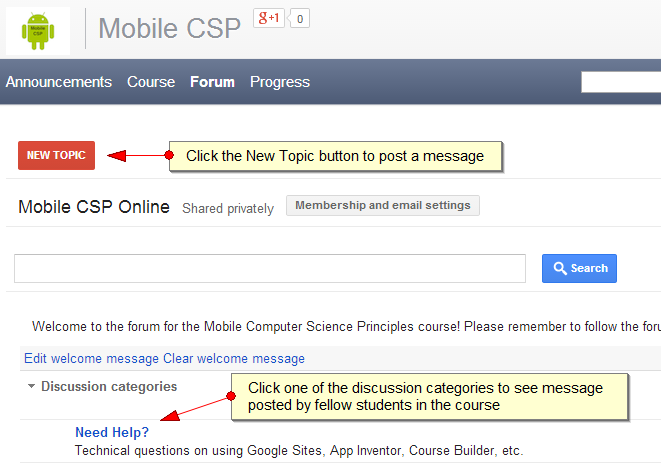 Mobile CSP
Mobile CSP
g+1
0
Announcements Course Forum Progress
NEW TOPIC
Click the New Topic button to post a message
Mobile CSP Online Shared privately Membership and email settings
Search
Welcome to the forum for the Mobile Computer Science Principles course! Please remember to follow the foru
Edit welcome message Clear welcome message
Discussion categories
Click one of the discussion categories to see message
posted by fellow students in the course
Need Help?
Technical questions on using Google Sites, App Inventor, Course Builder, etc.